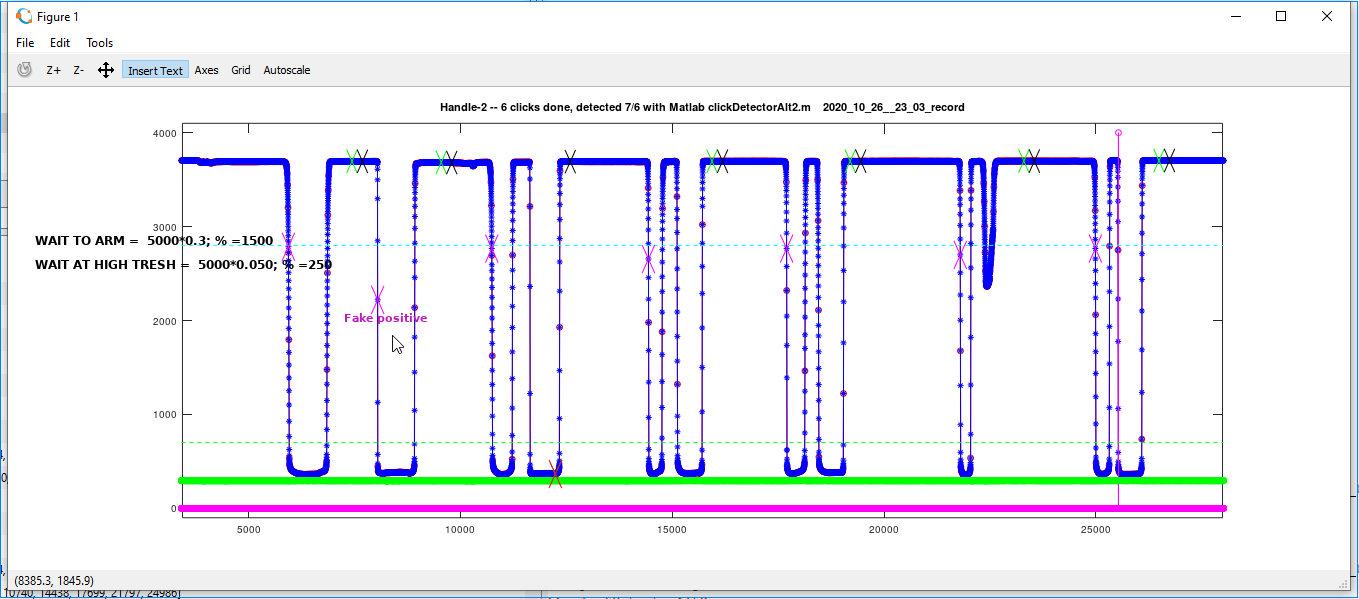 Figure 1
File Edit Tools
Z+ Z- Insert Text Axes Grid Autoscale
Handle-2 -- 6 clicks done, detected 7/6 with Matlab clickDetectorAlt2.m 2020_10_26__23_03_record
4000
3000
WAIT TO ARM = 5000*0.3; % =1500
WAIT AT HIGH TRESH = 5000*0.050; % =250
Fake positive
2000
1000
0
5000 10000 15000 20000 25000
(8385.3, 1845.9)
10740, 14438, 17699, 21797, 24986]